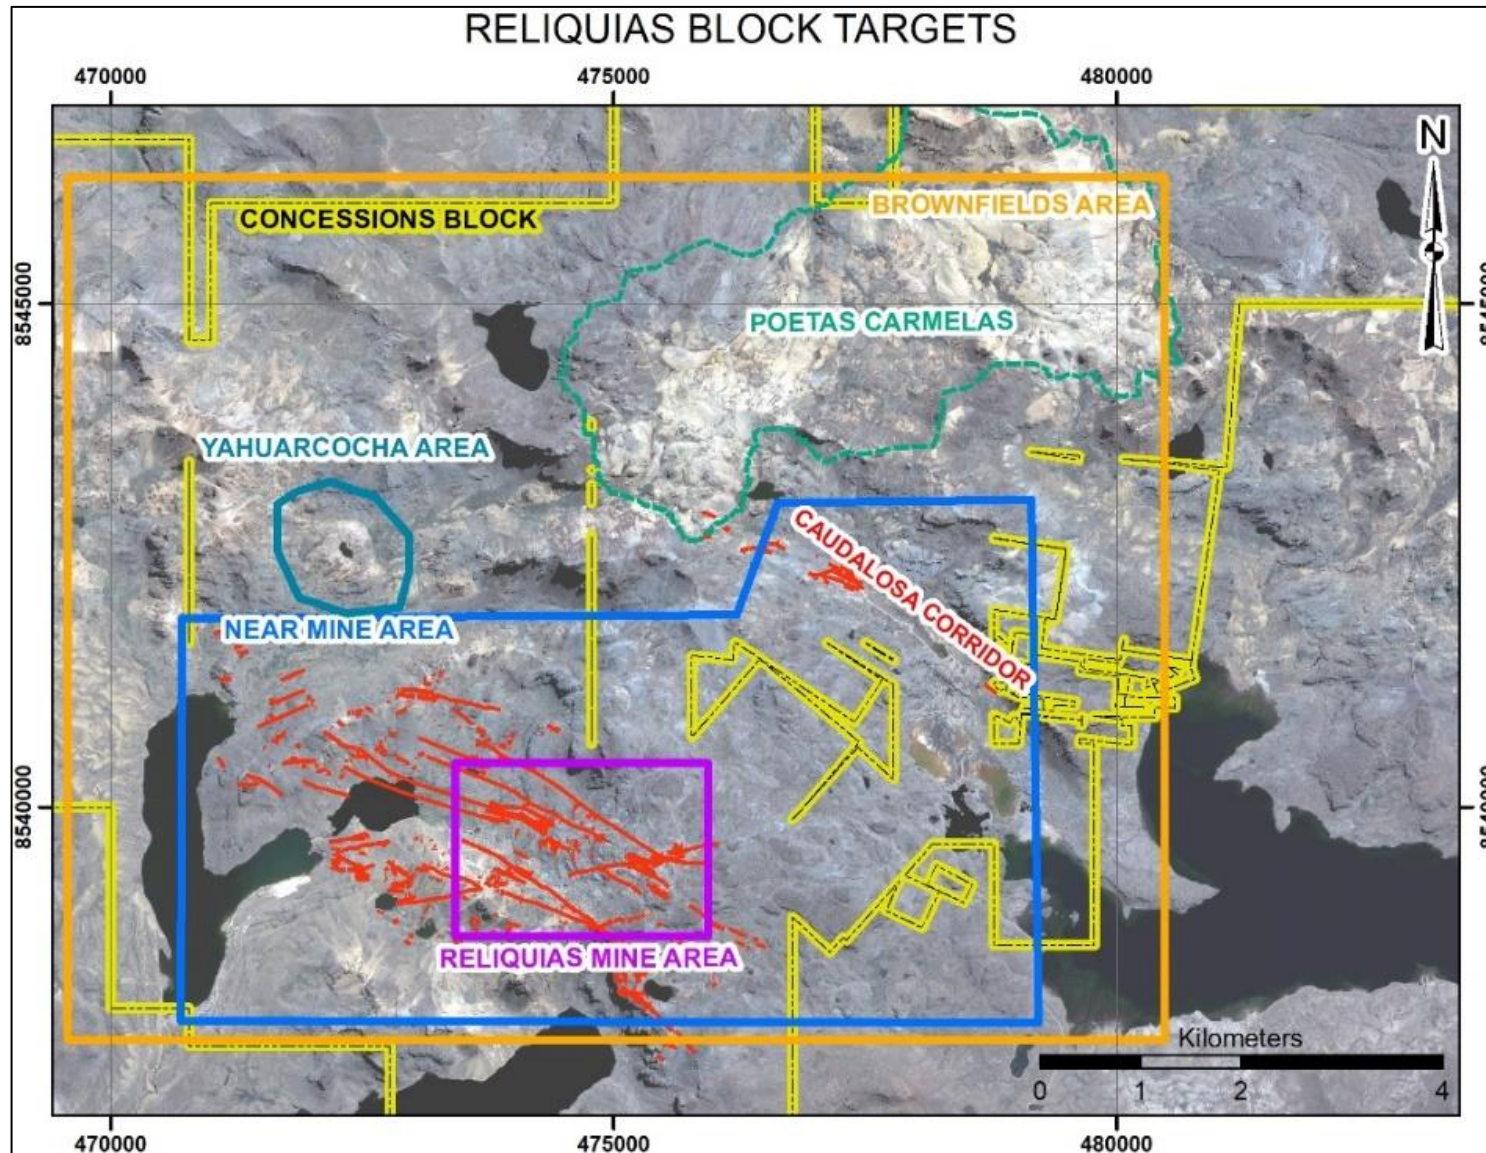 RELIQUIAS BLOCK TARGETS
470000
475000
480000
N
CONCESSIONS BLOCK
BROWNFIELDS AREA
8545000
POETAS CARMELAS
YAHUARCOCHA AREA
CAUDALOSA CORRIDOR
NEAR MINE AREA
8540000
RELIQUIAS MINE AREA
Kilometers
0 1 2 4
470000
475000
480000